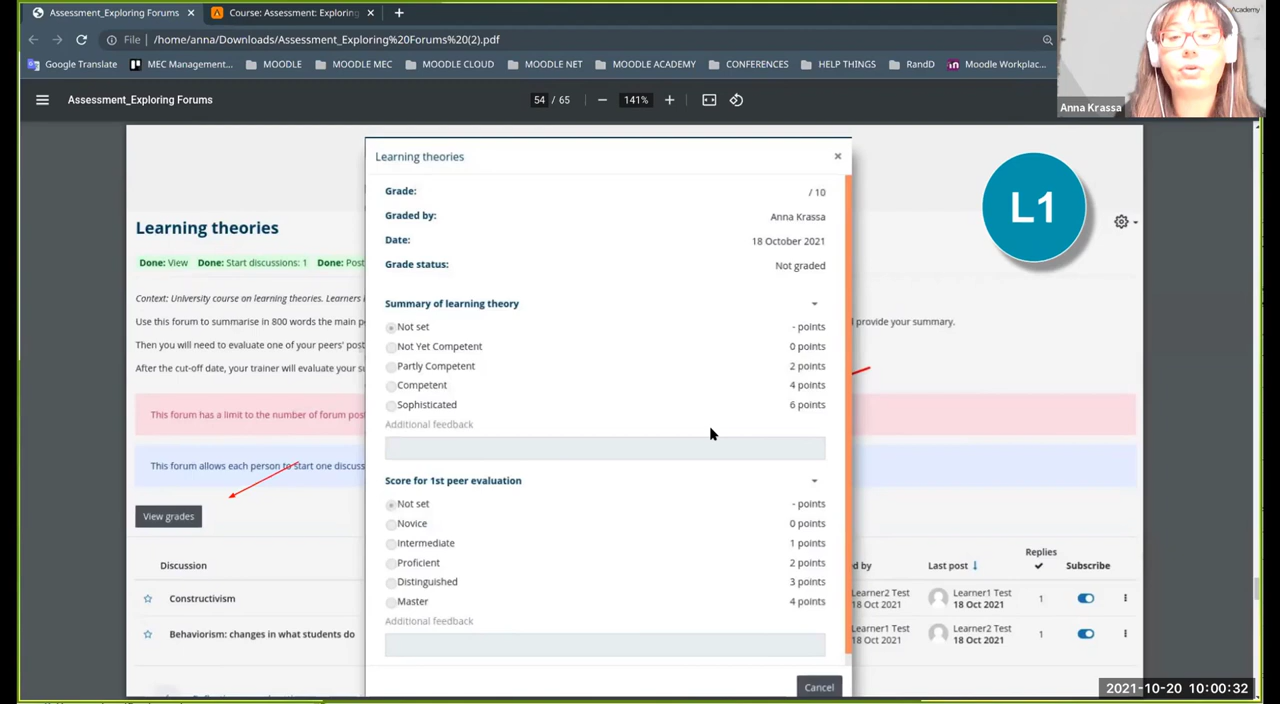 Assessment_Exploring Forums
Course: Assessment: Exploring
File
/home/anna/Downloads/Assessment_Exploring%20Forums%20(2).pdf
Academy
Google Translate
MEC Management...
MOODLE
MOODLE MEC
MOODLE CLOUD
MOODLE NET
MOODLE ACADEMY
CONFERENCES
HELP THINGS
RandD
Moodle Workplac...
Anna Krassa
Assessment_Exploring Forums
54 / 65
141%
Learning theories
Grade:
/ 10
Graded by:
Anna Krassa
Date:
18 October 2021
Grade status:
Not graded
Summary of learning theory
Not set
- points
Not Yet Competent
0 points
Partly Competent
2 points
Competent
4 points
Sophisticated
6 points
Additional feedback
Score for 1st peer evaluation
Not set
- points
Novice
0 points
Intermediate
1 points
Proficient
2 points
Distinguished
3 points
Master
4 points
Additional feedback
Cancel
L1
Learning theories
Done: View Done: Start discussions: 1 Done: Post
Context: University course on learning theories. Learners
Use this forum to summarise in 800 words the main
provide your summary.
Then you will need to evaluate one of your peers' post
After the cut-off date, your trainer will evaluate your
This forum has a limit to the number of forum
This forum allows each person to start one
View grades
Discussion
by
Last post
Replies
Subscribe
Constructivism
Learner2 Test
18 Oct 2021
Learner1 Test
18 Oct 2021
1
Behaviorism: changes in what students do
Learner1 Test
18 Oct 2021
Learner2 Test
18 Oct 2021
1
2021-10-20 10:00:32